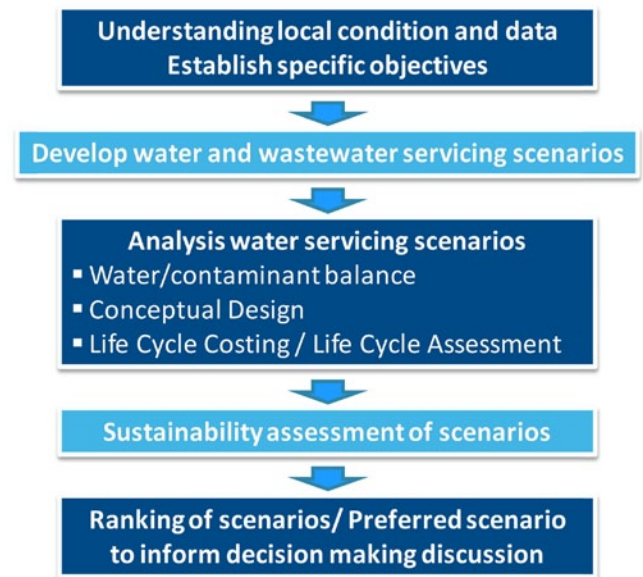 Understanding local condition and data
Establish specific objectives
Develop water and wastewater servicing scenarios
Analysis water servicing scenarios
▪ Water/contaminant balance
▪ Conceptual Design
▪ Life Cycle Costing / Life Cycle Assessment
Sustainability assessment of scenarios
Ranking of scenarios/ Preferred scenario
to inform decision making discussion